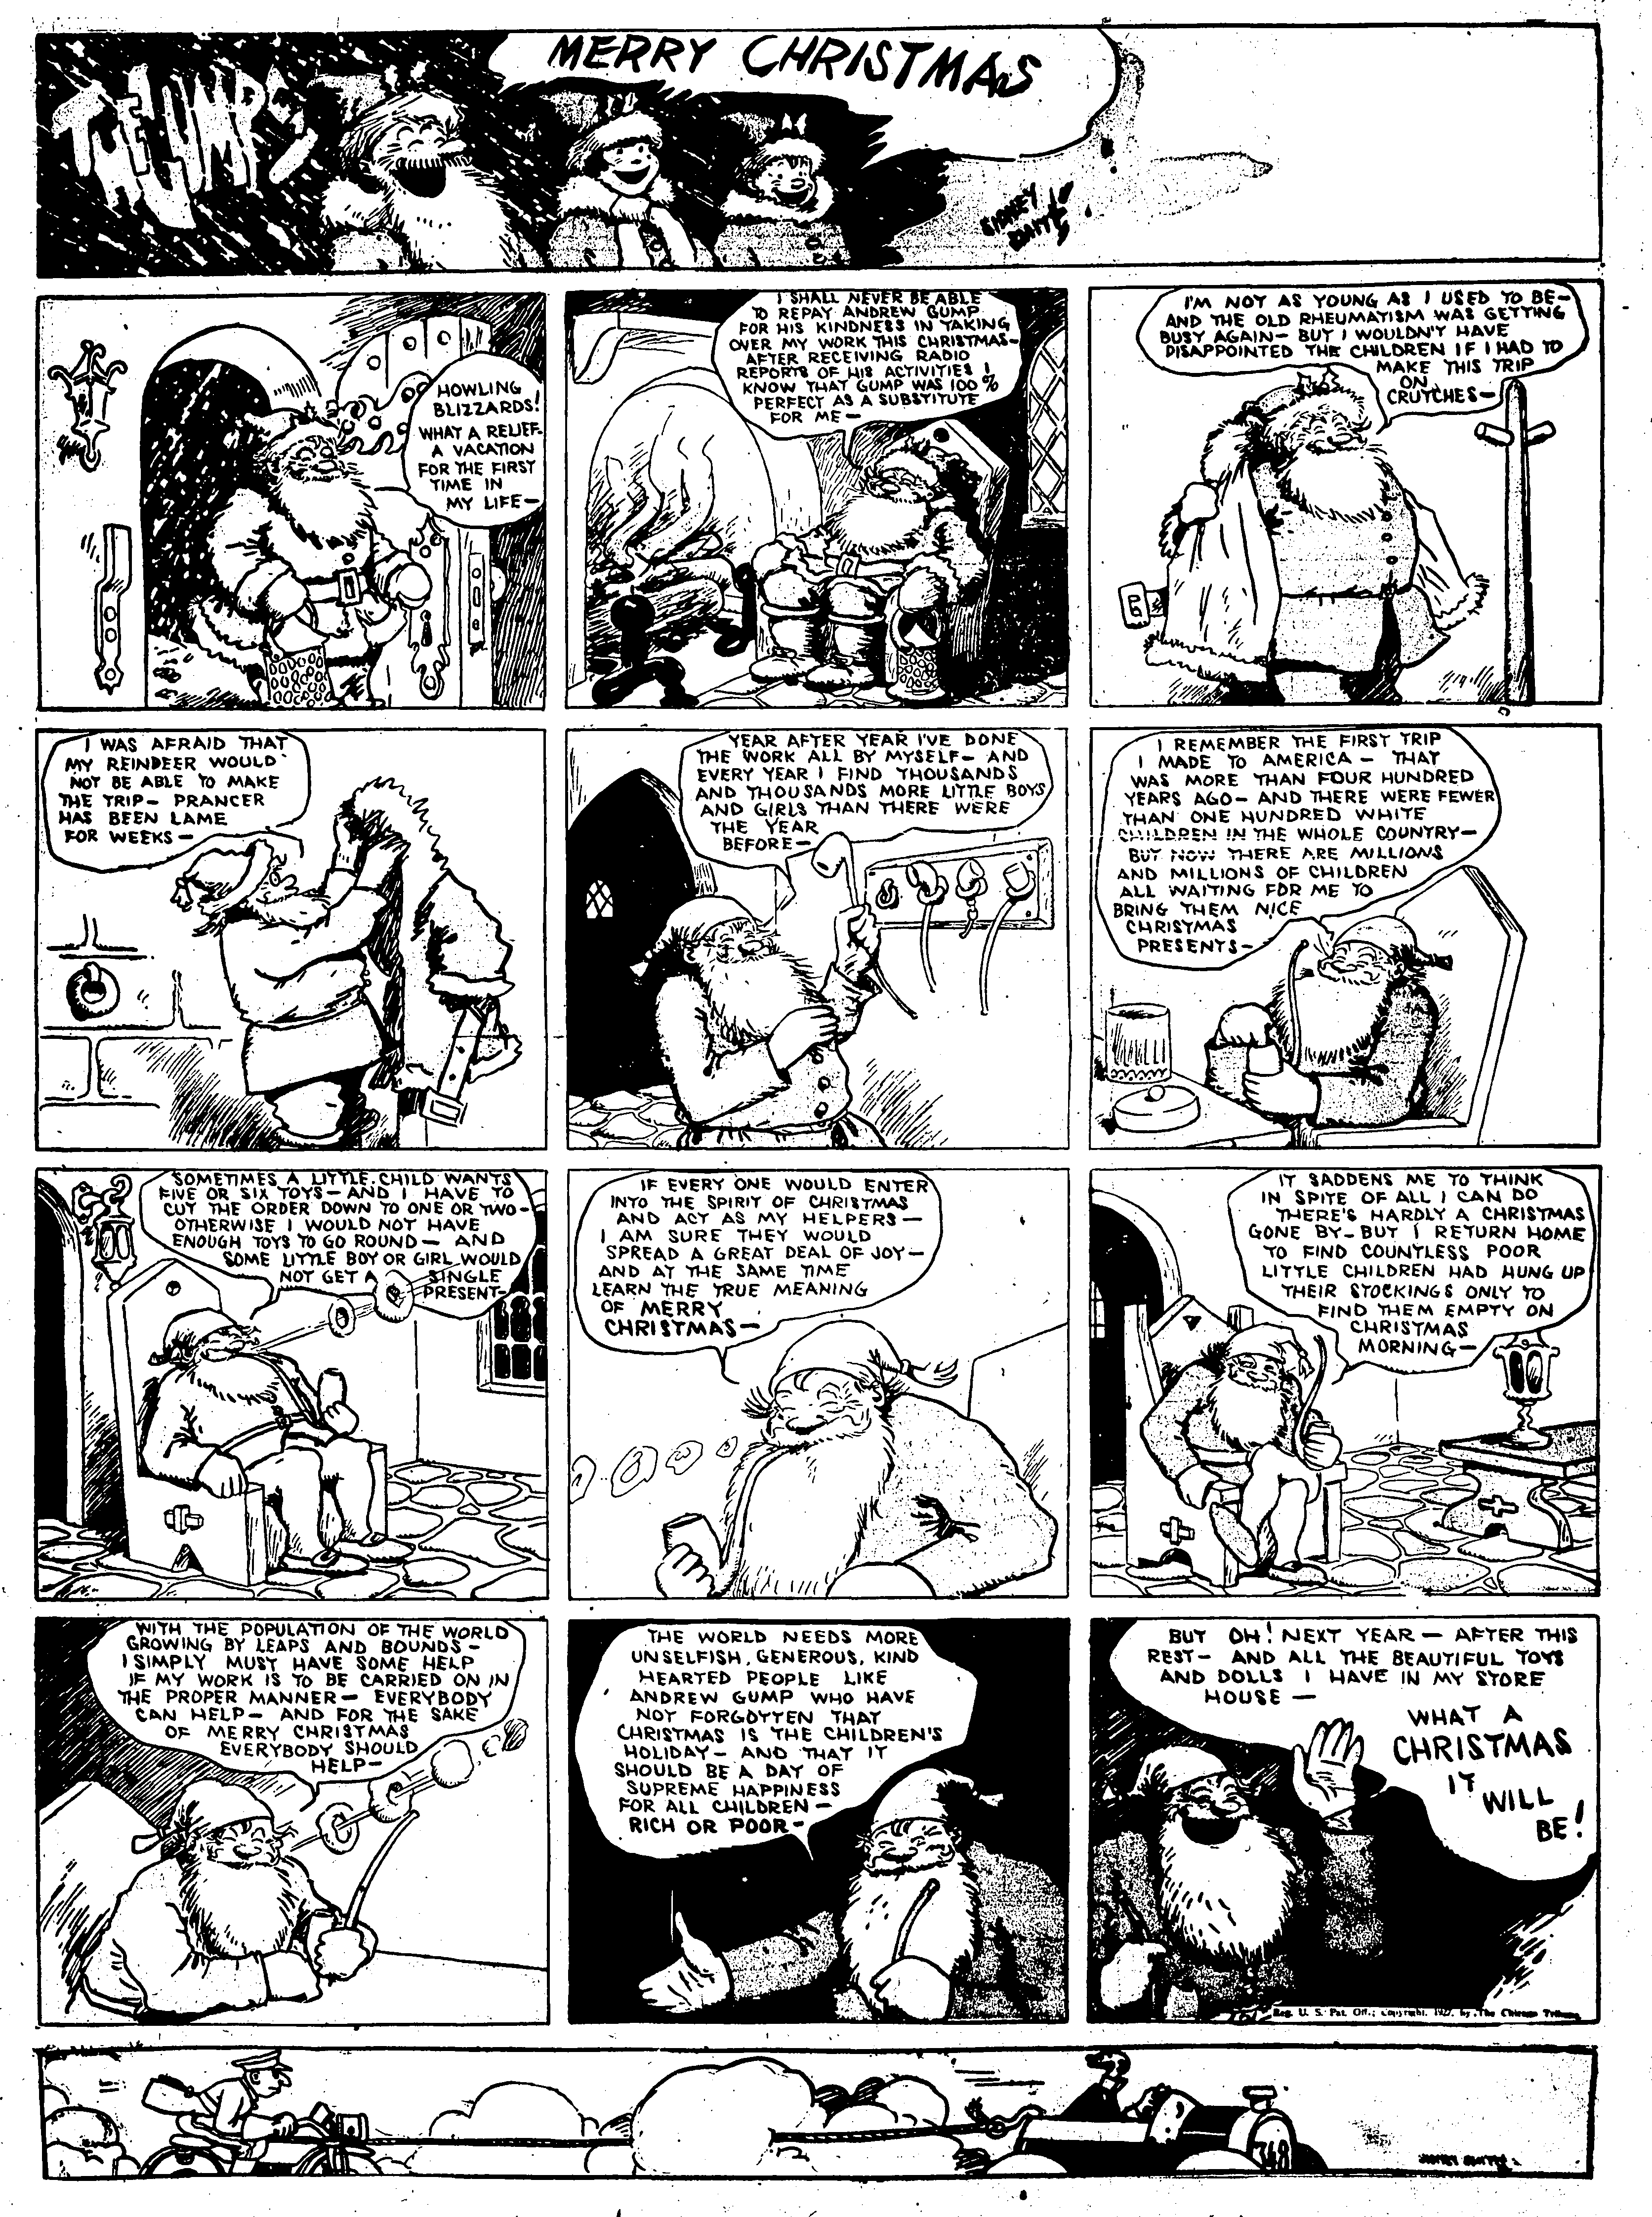 THE GUMPS
MERRY CHRISTMAS
SIDNEY
SMITH
HOWLING
BLIZZARDS!
WHAT A RELIEF-
A VACATION
FOR THE FIRST
TIME IN
MY LIFE-
I SHALL NEVER BE ABLE
TO REPAY ANDREW GUMP
FOR HIS KINDNESS IN TAKING
OVER MY WORK THIS CHRISTMAS-
AFTER RECEIVING RADIO
REPORTS OF HIS ACTIVITIES I
KNOW THAT GUMP WAS 100%
PERFECT AS A SUBSTITUTE
FOR ME-
I'M NOT AS YOUNG AS I USED TO BE-
AND THE OLD RHEUMATISM WAS GETTING
BUSY AGAIN- BUT I WOULDN'T HAVE
DISAPPOINTED THE CHILDREN IF I HAD TO
MAKE THIS TRIP
ON
CRUTCHES-
I WAS AFRAID THAT
MY REINDEER WOULD
NOT BE ABLE TO MAKE
THE TRIP- PRANCER
HAS BEEN LAME
FOR WEEKS-
YEAR AFTER YEAR I'VE DONE
THE WORK ALL BY MYSELF- AND
EVERY YEAR I FIND THOUSANDS
AND THOUSANDS MORE LITTLE BOYS
AND GIRLS THAN THERE WERE
THE YEAR
BEFORE-
I REMEMBER THE FIRST TRIP
I MADE TO AMERICA- THAT
WAS MORE THAN FOUR HUNDRED
YEARS AGO- AND THERE WERE FEWER
THAN ONE HUNDRED WHITE
CHILDREN IN THE WHOLE COUNTRY-
BUT NOW THERE ARE MILLIONS
AND MILLIONS OF CHILDREN
ALL WAITING FOR ME TO
BRING THEM NICE
CHRISTMAS
PRESENTS-
SOMETIMES A LITTLE CHILD WANTS
FIVE OR SIX TOYS- AND I HAVE TO
CUT THE ORDER DOWN TO ONE OR TWO-
OTHERWISE I WOULD NOT HAVE
ENOUGH TOYS TO GO ROUND- AND
SOME LITTLE BOY OR GIRL WOULD
NOT GET A SINGLE
PRESENT-
IF EVERY ONE WOULD ENTER
INTO THE SPIRIT OF CHRISTMAS
AND ACT AS MY HELPERS-
I AM SURE THEY WOULD
SPREAD A GREAT DEAL OF JOY-
AND AT THE SAME TIME
LEARN THE TRUE MEANING
OF MERRY
CHRISTMAS-
IT SADDENS ME TO THINK
IN SPITE OF ALL I CAN DO
THERE'S HARDLY A CHRISTMAS
GONE BY- BUT I RETURN HOME
TO FIND COUNTLESS POOR
LITTLE CHILDREN HAD HUNG UP
THEIR STOCKINGS ONLY TO
FIND THEM EMPTY ON
CHRISTMAS
MORNING-
WITH THE POPULATION OF THE WORLD
GROWING BY LEAPS AND BOUNDS-
I SIMPLY MUST HAVE SOME HELP
IF MY WORK IS TO BE CARRIED ON IN
THE PROPER MANNER- EVERYBODY
CAN HELP- AND FOR THE SAKE
OF MERRY CHRISTMAS
EVERYBODY SHOULD
HELP-
THE WORLD NEEDS MORE
UNSELFISH, GENEROUS, KIND
HEARTED PEOPLE LIKE
ANDREW GUMP WHO HAVE
NOT FORGOTTEN THAT
CHRISTMAS IS THE CHILDREN'S
HOLIDAY- AND THAT IT
SHOULD BE A DAY OF
SUPREME HAPPINESS
FOR ALL CHILDREN-
RICH OR POOR-
BUT OH! NEXT YEAR- AFTER THIS
REST- AND ALL THE BEAUTIFUL TOYS
AND DOLLS I HAVE IN MY STORE
HOUSE-
WHAT A
CHRISTMAS
IT
WILL
BE!
Reg. U. S. Pat. Off.; Copyright, 1927, by The Chicago Tribune
348
SIDNEY SMITH